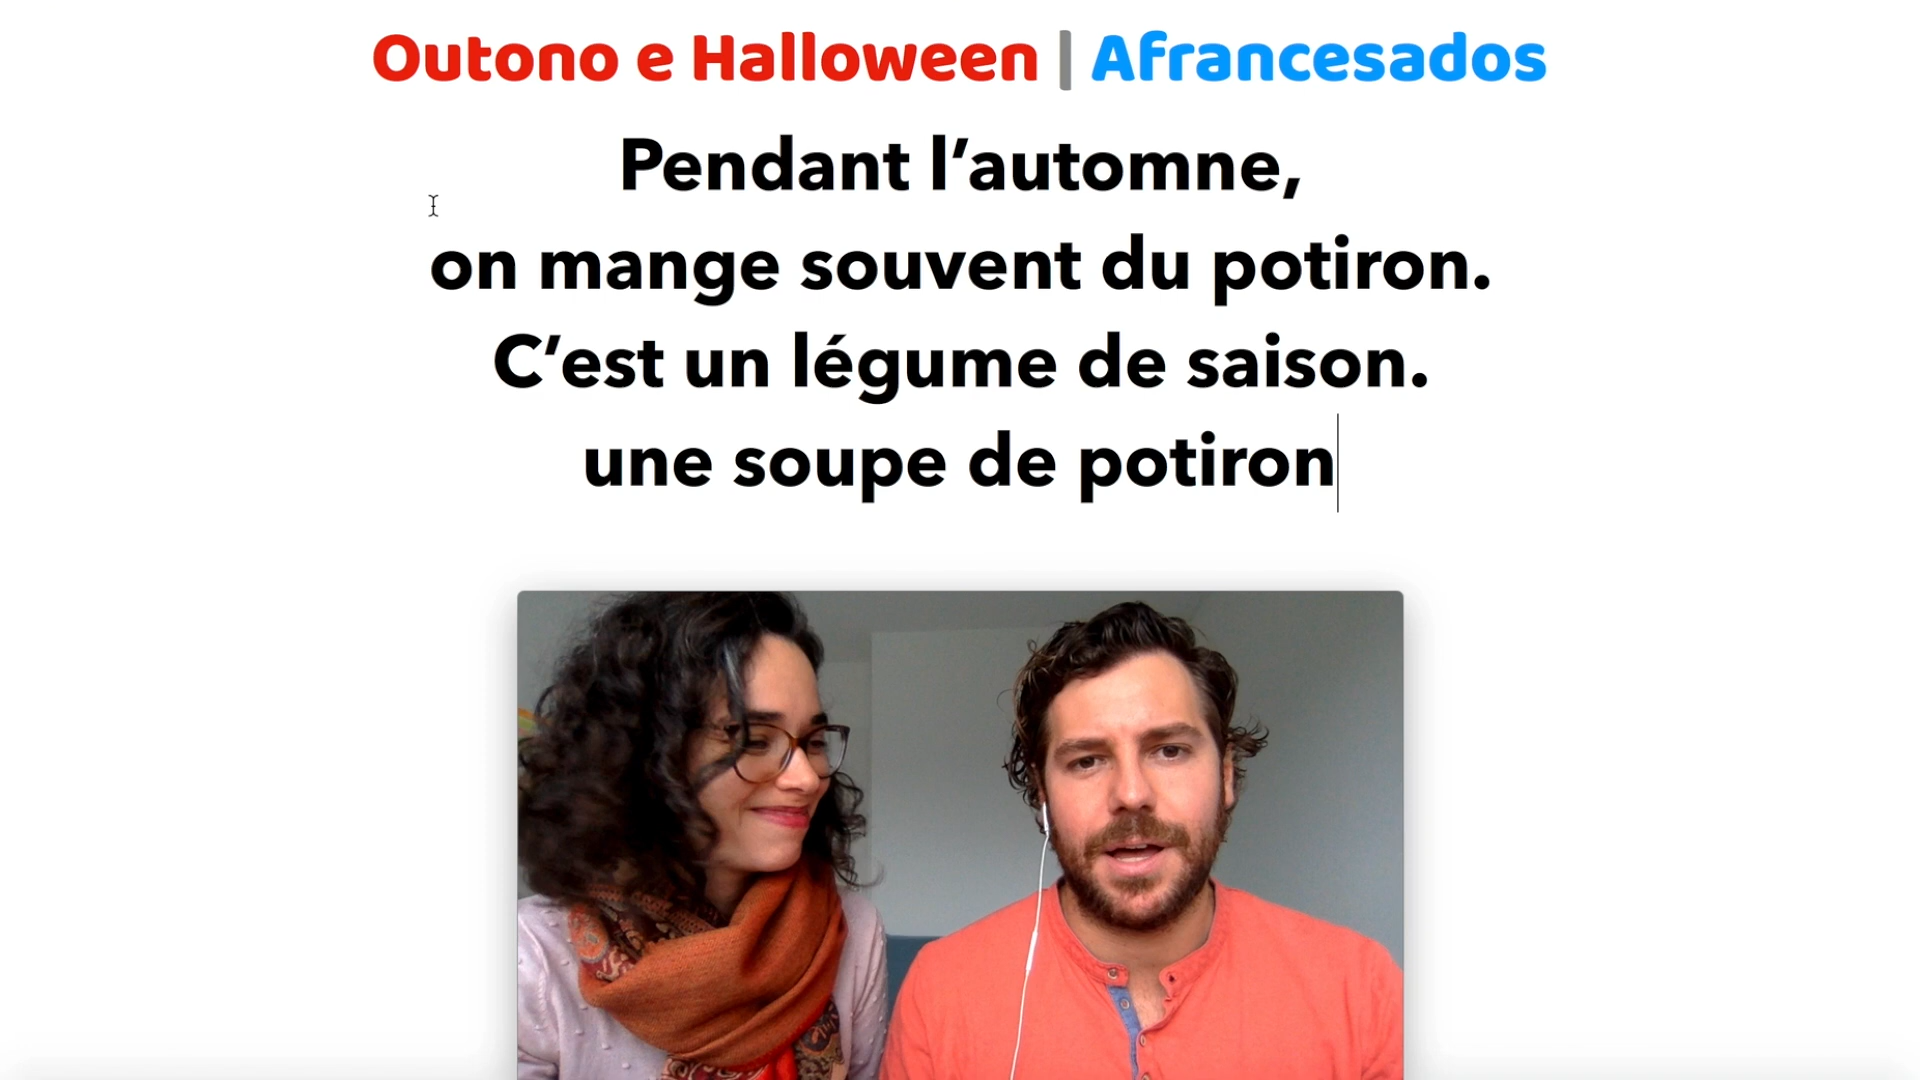 Outono e Halloween | Afrancesados
Pendant l’automne,
on mange souvent du potiron.
C’est un légume de saison.
une soupe de potiron